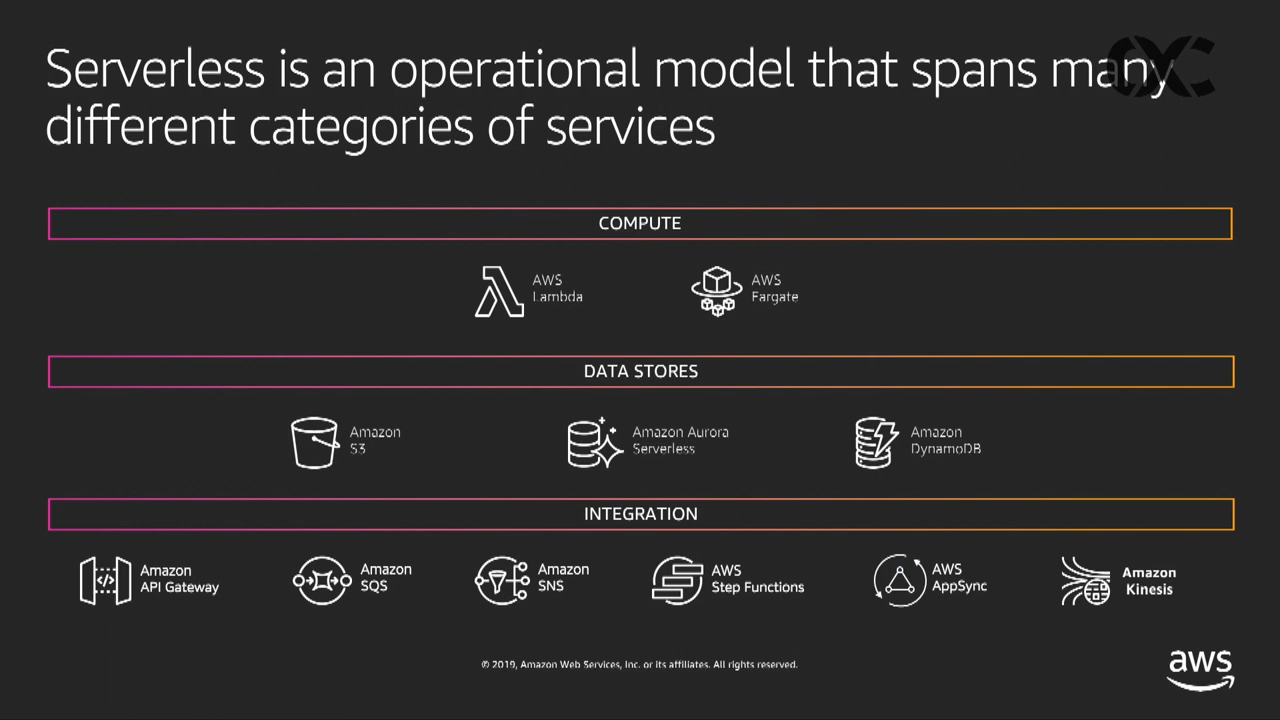 Serverless is an operational model that spans many
different categories of services
COMPUTE
AWS
Lambda
AWS
Fargate
DATA STORES
Amazon
S3
Amazon Aurora
Serverless
Amazon
DynamoDB
INTEGRATION
Amazon
API Gateway
</>
Amazon
SQS
Amazon
SNS
AWS
Step Functions
AWS
AppSync
Amazon
Kinesis
© 2019, Amazon Web Services, Inc. or its affiliates. All rights reserved.
aws